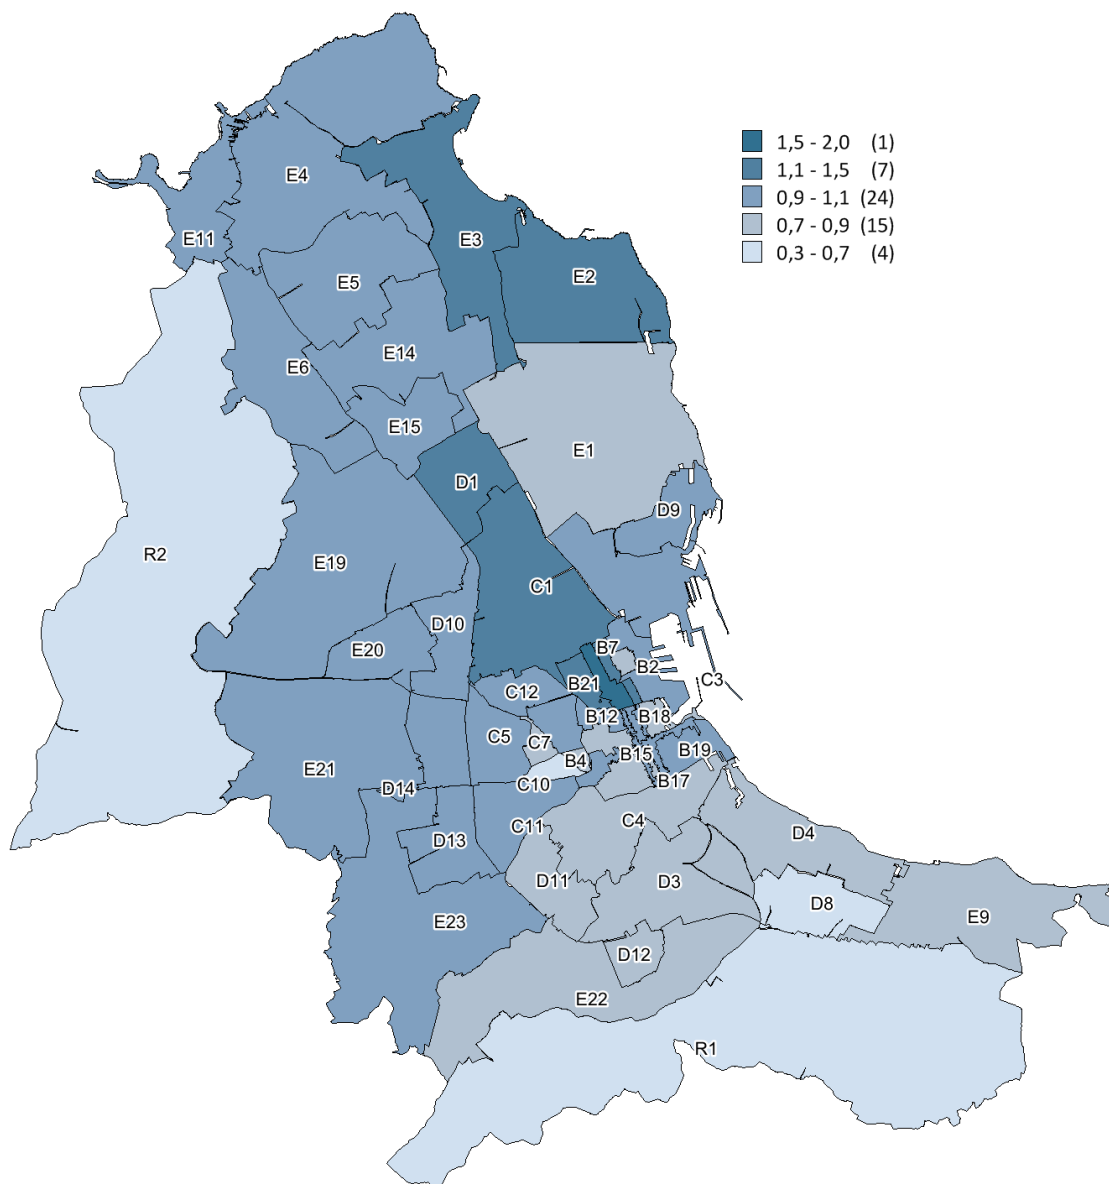 1,5 - 2,0 (1)
1,1 - 1,5 (7)
0,9 - 1,1 (24)
0,7 - 0,9 (15)
0,3 - 0,7 (4)
E4
E11
E3
E2
E5
E14
E6
E15
E1
D1
D9
R2
E19
C1
D10
E20
B7
B2
C3
B21
C12
B12
B18
C5
C7
B4
B15
B19
E21
D14
C10
B17
C11
C4
D13
D4
D11
D3
D8
E23
E9
D12
E22
R1